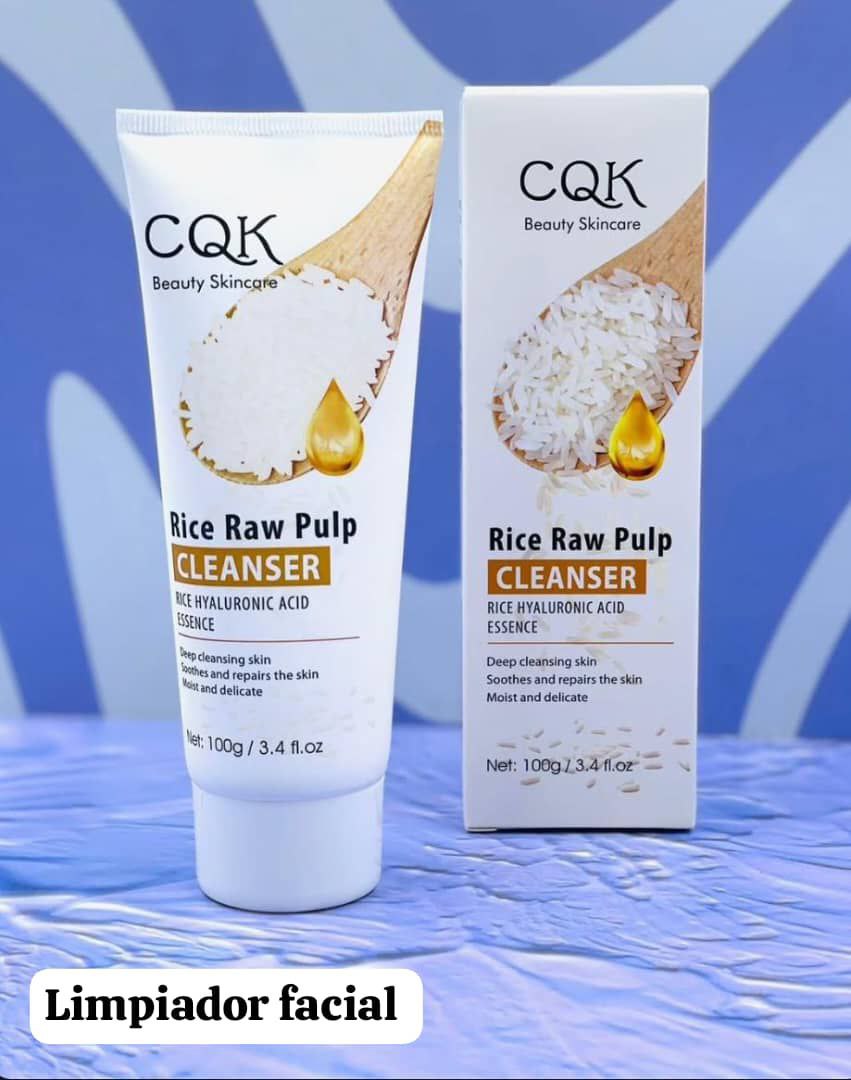 CQK
Beauty Skincare
Rice Raw Pulp
CLEANSER
RICE HYALURONIC ACID
ESSENCE
Deep cleansing skin
Soothes and repairs the skin
Moist and delicate
Net: 100g / 3.4 fl.oz
CQK
Beauty Skincare
Rice Raw Pulp
CLEANSER
RICE HYALURONIC ACID
ESSENCE
Deep cleansing skin
Soothes and repairs the skin
Moist and delicate
Net: 100g / 3.4 fl.oz
Limpiador facial